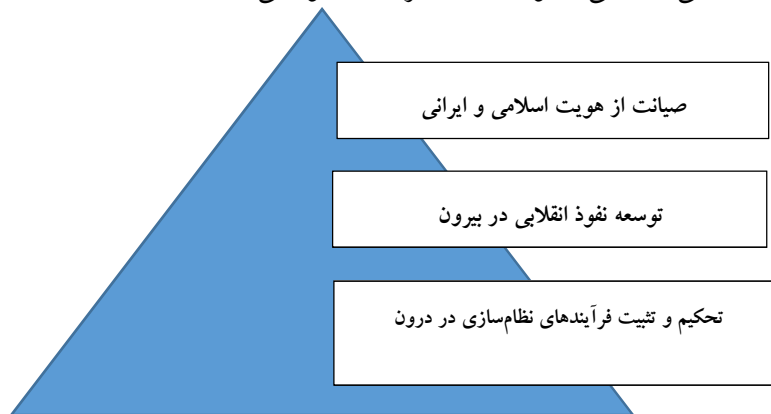 صیانت از هویت اسلامی و ایرانی
توسعه نفوذ انقلابی در بیرون
تحکیم و تثبیت فرآیندهای نظام‌سازی در درون